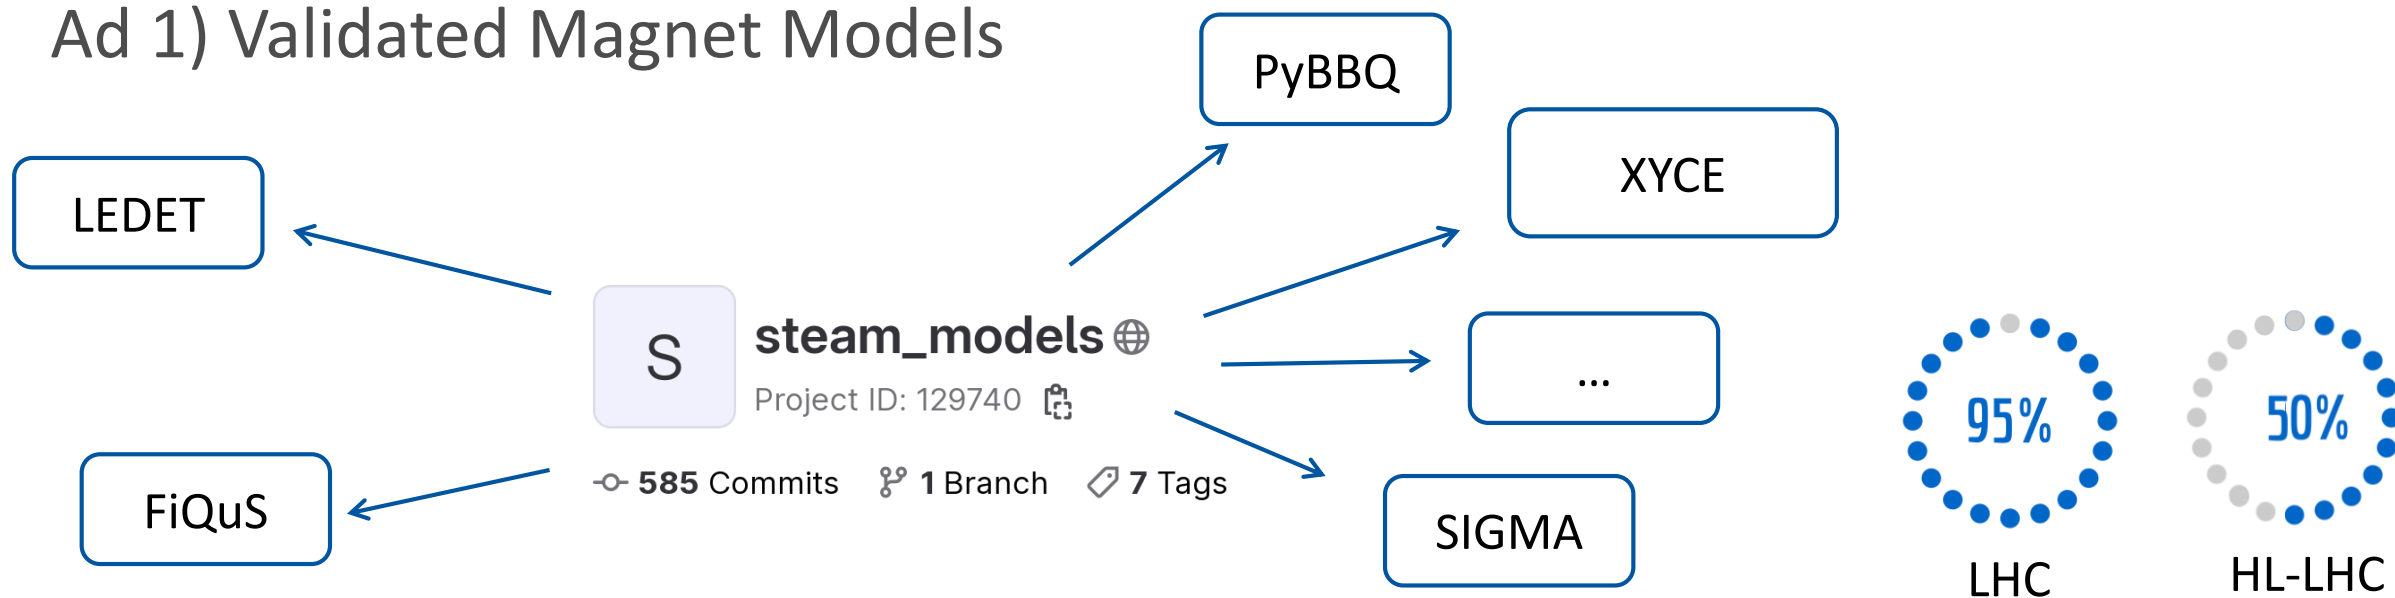 Ad 1) Validated Magnet Models
PyBBQ
XYCE
LEDET
S
steam_models
Project ID: 129740
...
95%
50%
585 Commits
1 Branch
7 Tags
FiQuS
SIGMA
LHC
HL-LHC